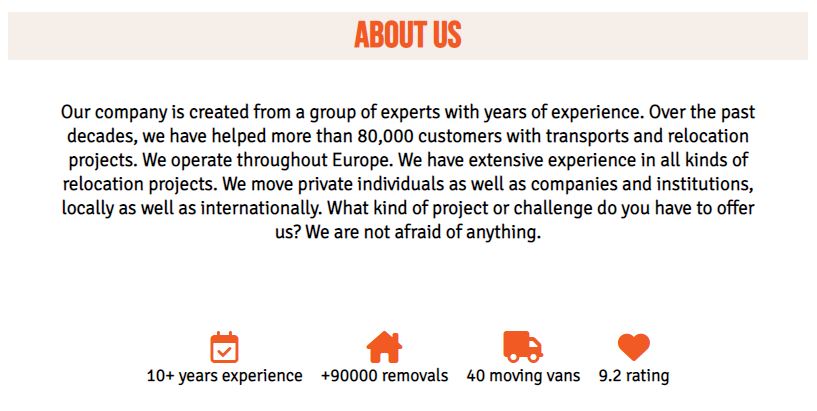 ABOUT US
Our company is created from a group of experts with years of experience. Over the past
decades, we have helped more than 80,000 customers with transports and relocation
projects. We operate throughout Europe. We have extensive experience in all kinds of
relocation projects. We move private individuals as well as companies and institutions,
locally as well as internationally. What kind of project or challenge do you have to offer
us? We are not afraid of anything.
10+ years experience +90000 removals 40 moving vans 9.2 rating